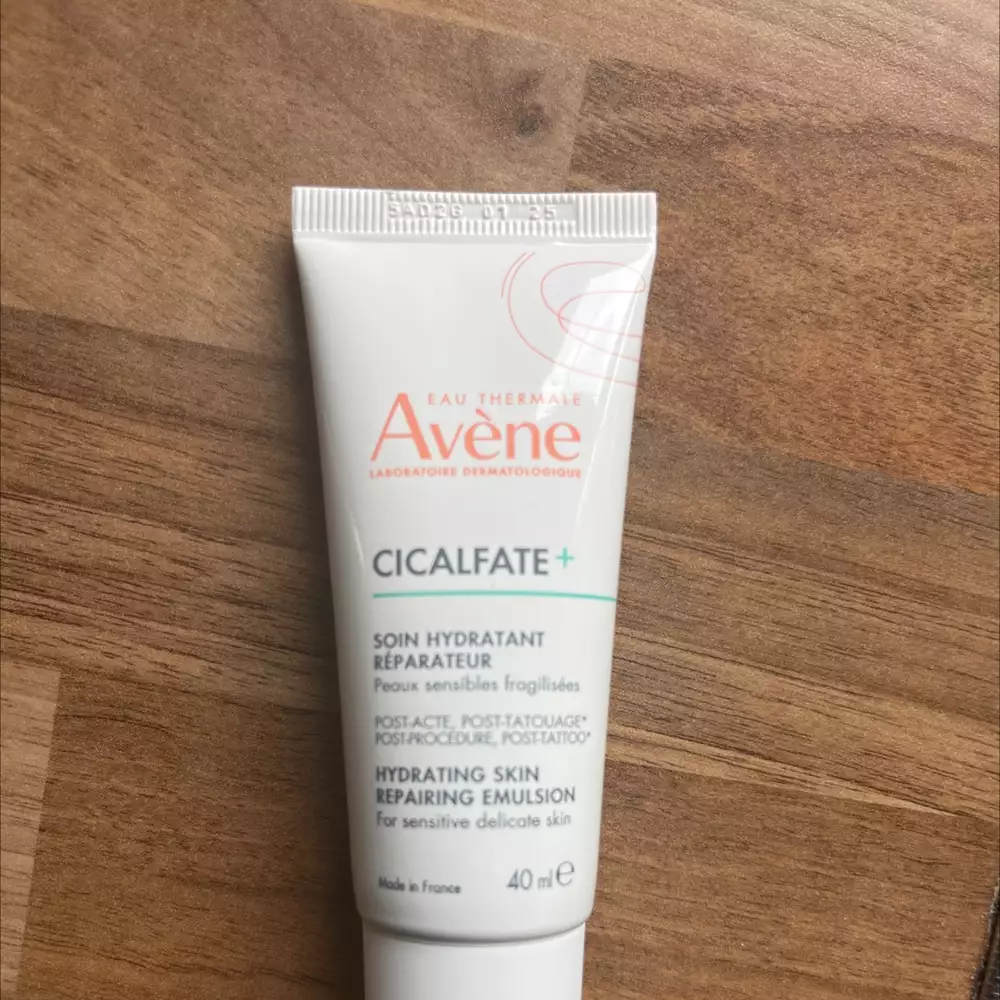 SAD26 01 25
EAU THERMALE
Avène
LABORATOIRE DERMATOLOGIQUE
CICALFATE+
SOIN HYDRATANT
RÉPARATEUR
Peaux sensibles fragilisées
POST-ACTE, POST-TATOUAGE*
POST-PROCÉDURE, POST-TATTOO*
HYDRATING SKIN
REPAIRING EMULSION
For sensitive delicate skin
Made in France 40 ml e